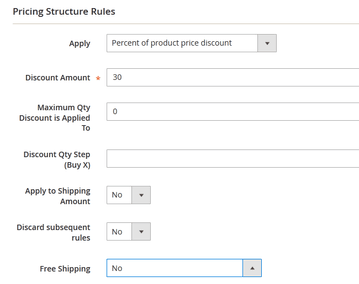 Pricing Structure Rules
Apply
Percent of product price discount
Discount Amount *
30
Maximum Qty
Discount is Applied
To
0
Discount Qty Step
(Buy X)
Apply to Shipping
Amount
No
Discard subsequent
rules
No
Free Shipping
No